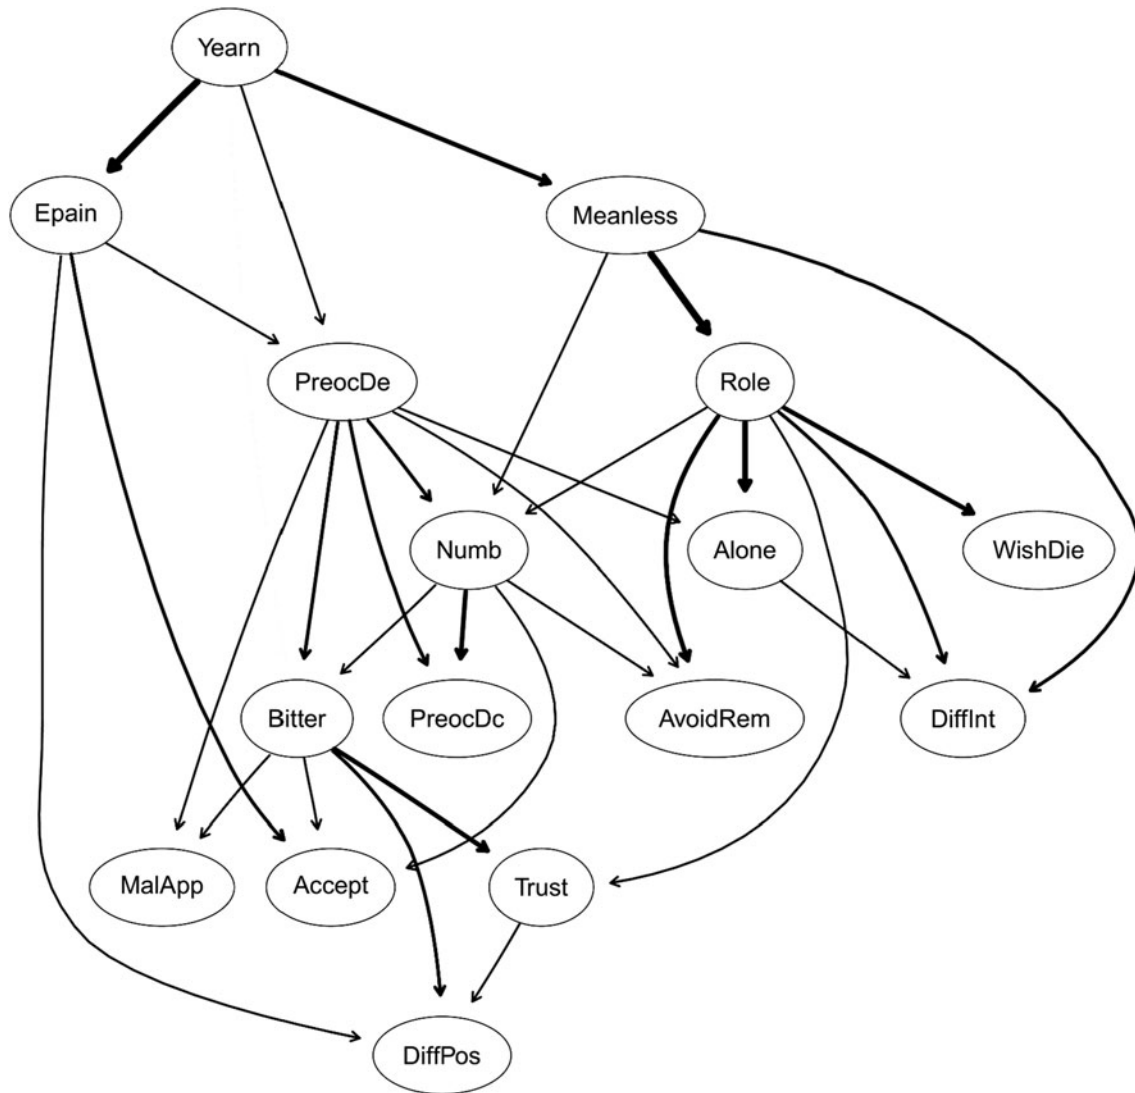 Yearn
Epain
Meanless
PreocDe
Role
Numb
Alone
WishDie
Bitter
PreocDc
AvoidRem
DiffInt
MalApp
Accept
Trust
DiffPos